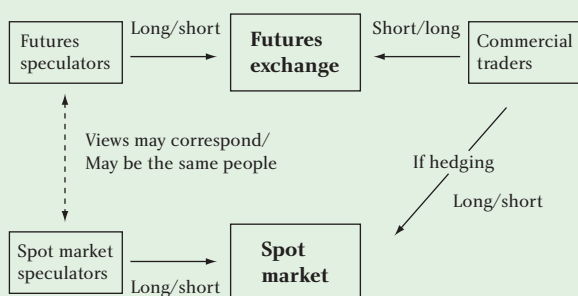 Long/short
Short/long
Futures
speculators
Futures
exchange
Commercial
traders
Views may correspond/
May be the same people
If hedging
Long/short
Spot market
speculators
Long/short
Spot
market